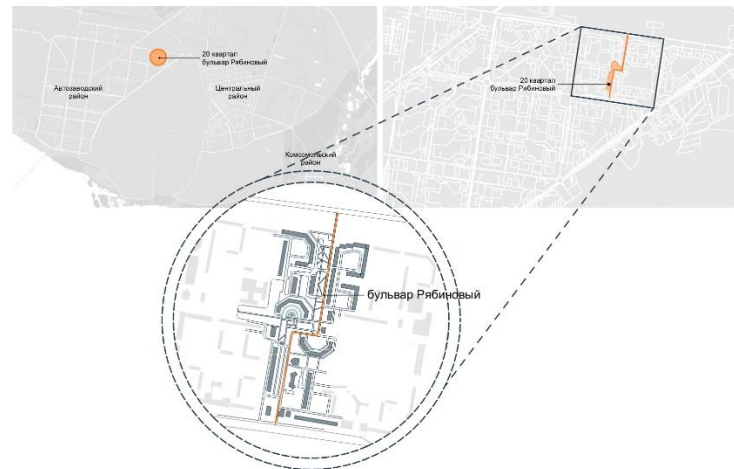 20 квартал
бульвар Рябиновый
Автозаводский
район
Центральный
район
Комсомольский
район
20 квартал
бульвар Рябиновый
бульвар Рябиновый